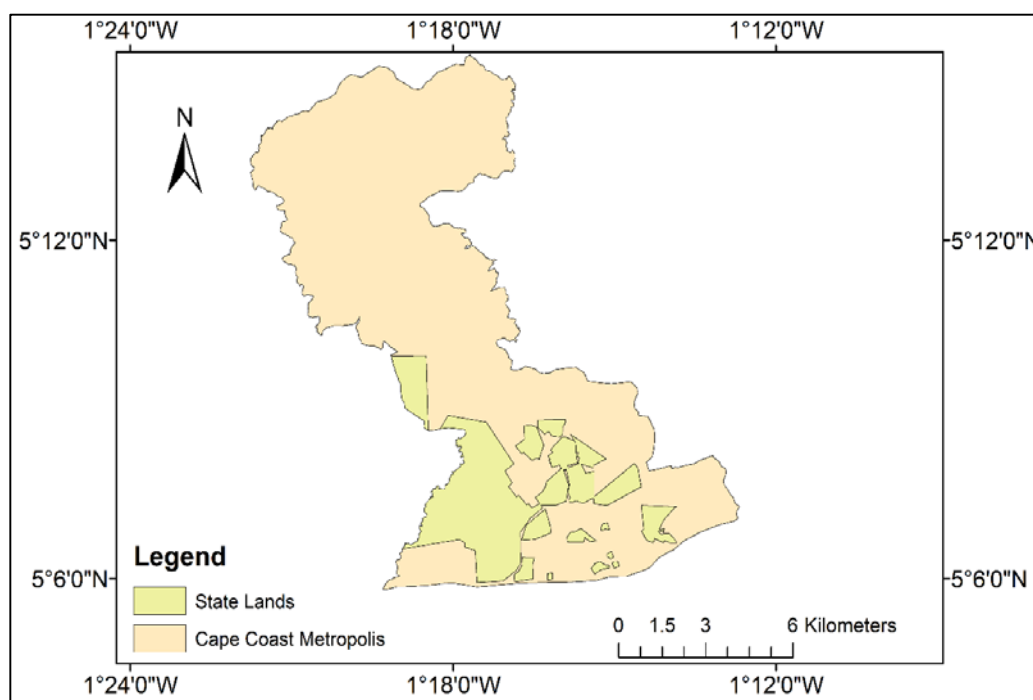 1°24'0"W 1°18'0"W 1°12'0"W
N
5°12'0"N 5°12'0"N
Legend
5°6'0"N 5°6'0"N
State Lands
Cape Coast Metropolis
0 1.5 3 6 Kilometers
1°24'0"W 1°18'0"W 1°12'0"W